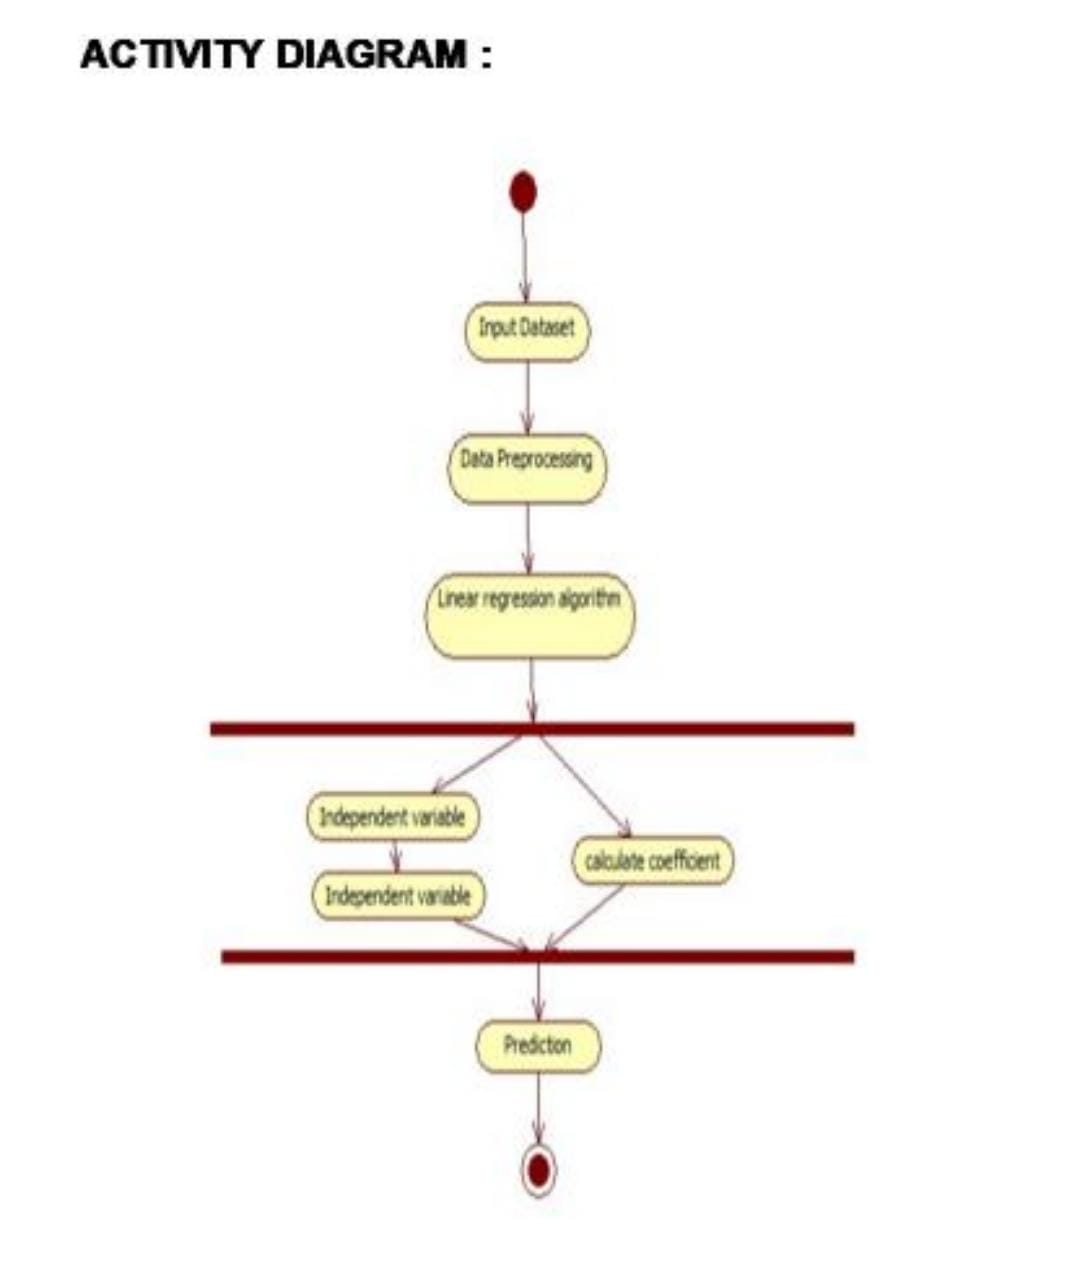 ACTIVITY DIAGRAM :
Input Dataset
Data Preprocessing
Linear regression algorithm
Independent variable
calculate coefficient
Independent variable
Prediction